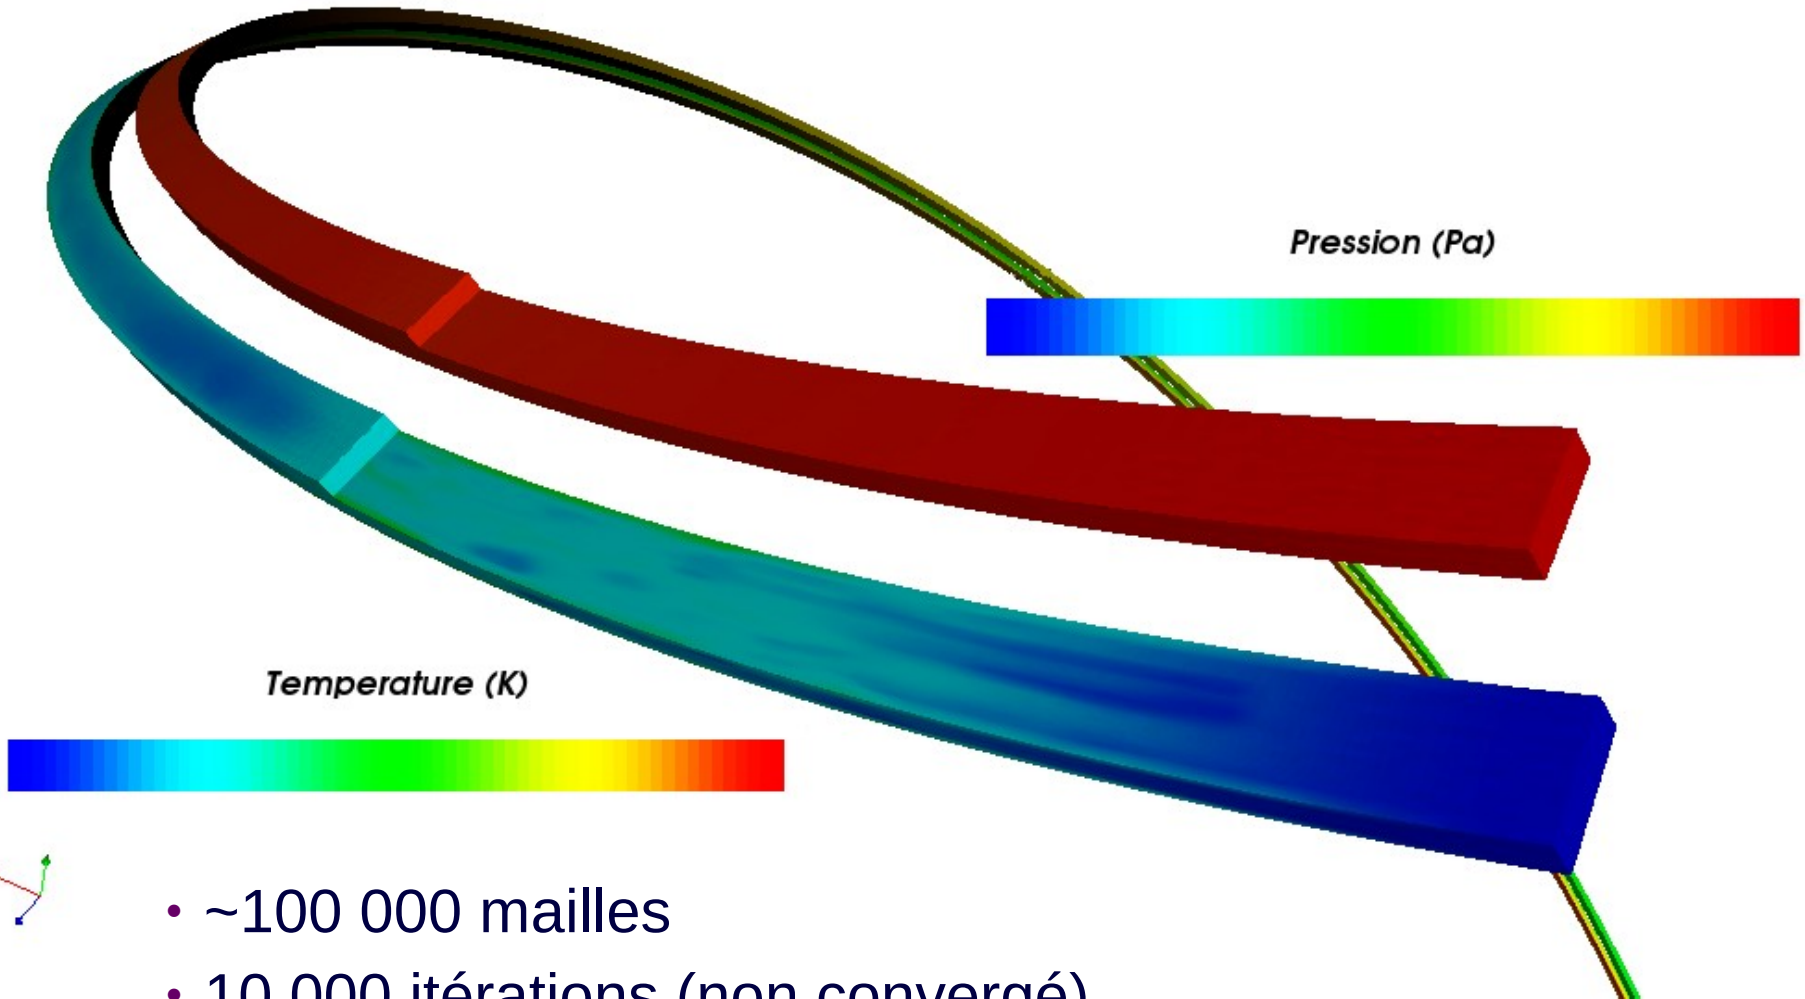 Pression (Pa)
Temperature (K)
• ~100 000 mailles
• 10 000 itérations (non convergé)